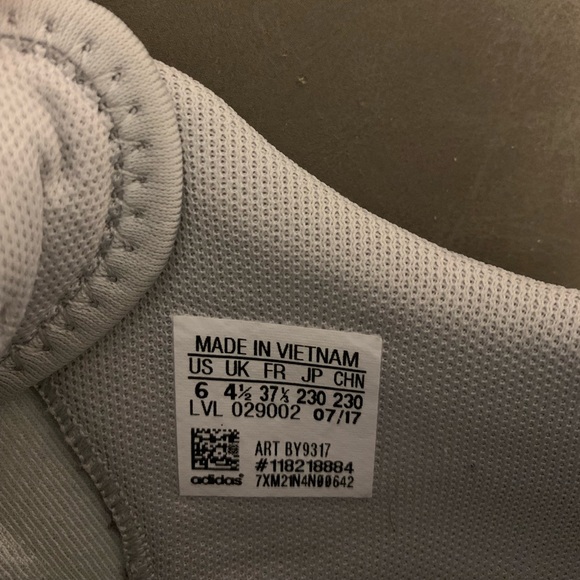 MADE IN VIETNAM
US UK FR JP CHN
6 4½ 37⅓ 230 230
LVL 029002 07/17
ART BY9317
#118218884
adidas® 7XM21N4N00642